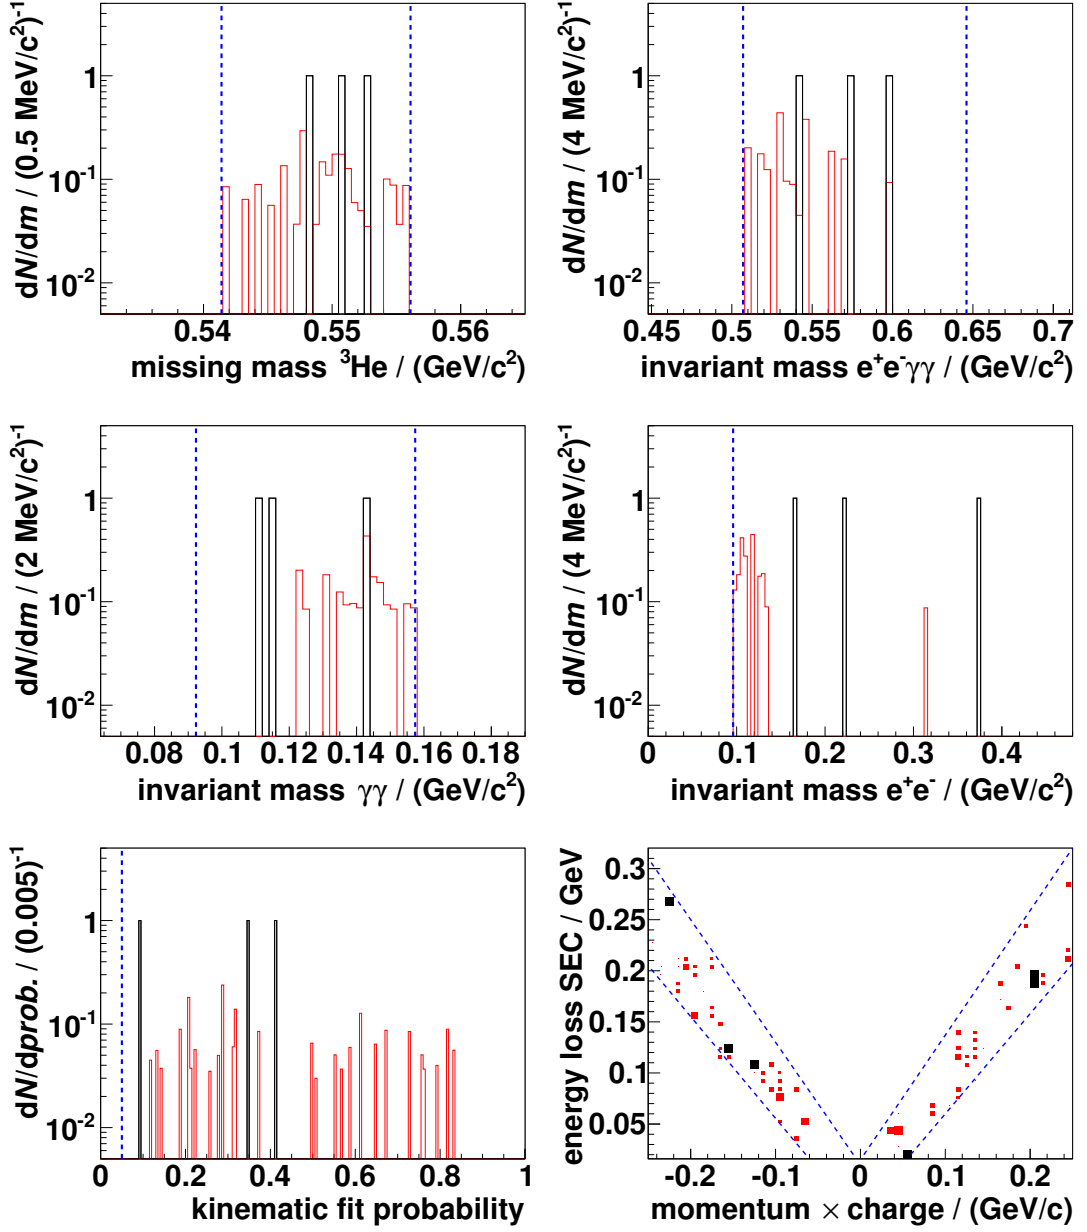 dN/dm / (0.5 MeV/c²)⁻¹
1
10⁻¹
10⁻²
0.54 0.55 0.56
missing mass ³He / (GeV/c²)
dN/dm / (4 MeV/c²)⁻¹
1
10⁻¹
10⁻²
0.45 0.5 0.55 0.6 0.65 0.7
invariant mass e⁺e⁻γγ / (GeV/c²)
dN/dm / (2 MeV/c²)⁻¹
1
10⁻¹
10⁻²
0.08 0.1 0.12 0.14 0.16 0.18
invariant mass γγ / (GeV/c²)
dN/dm / (4 MeV/c²)⁻¹
1
10⁻¹
10⁻²
0 0.1 0.2 0.3 0.4
invariant mass e⁺e⁻ / (GeV/c²)
dN/dprob. / (0.005)⁻¹
1
10⁻¹
10⁻²
0 0.2 0.4 0.6 0.8 1
kinematic fit probability
energy loss SEC / GeV
0.3
0.25
0.2
0.15
0.1
0.05
-0.2 -0.1 0 0.1 0.2
momentum × charge / (GeV/c)